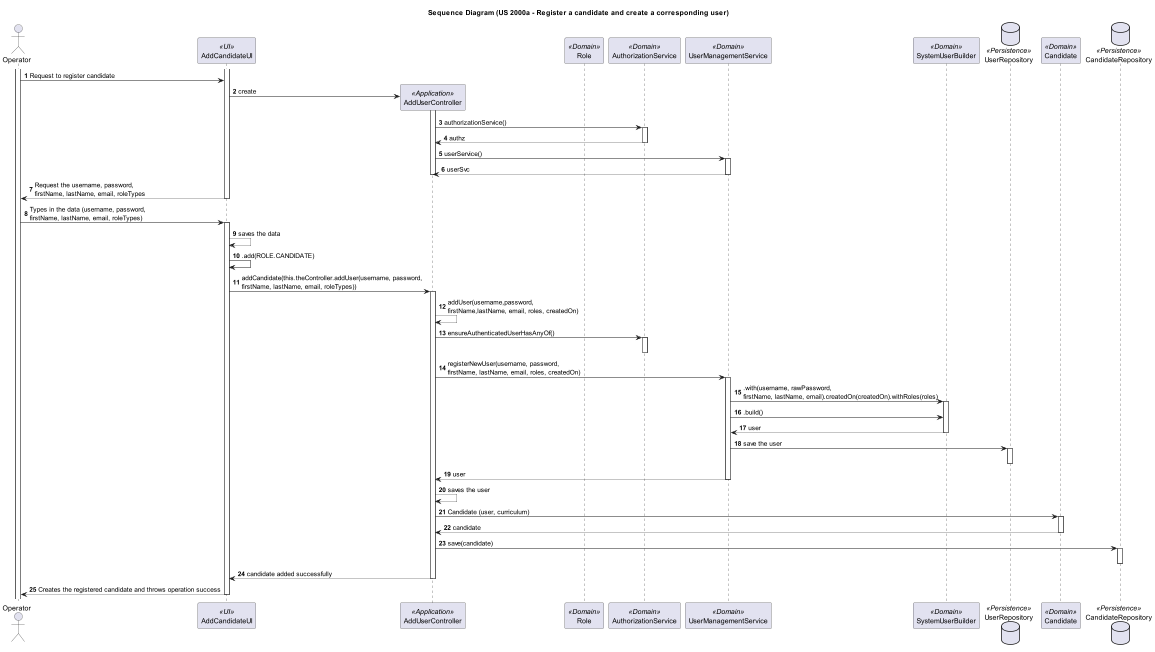 Sequence Diagram (US 2000a - Register a candidate and create a corresponding user)
Operator
«UI»
AddCandidateUI
«Domain»
Role
«Domain»
AuthorizationService
«Domain»
UserManagementService
«Domain»
SystemUserBuilder
«Persistence»
UserRepository
«Domain»
Candidate
«Persistence»
CandidateRepository
1 Request to register candidate
2 create
«Application»
AddUserController
3 authorizationService()
4 authz
5 userService()
6 userSvc
7 Request the username, password,
firstName, lastName, email, roleTypes
8 Types in the data (username, password,
firstName, lastName, email, roleTypes)
9 saves the data
10 .add(ROLE.CANDIDATE)
11 addCandidate(this.theController.addUser(username, password,
firstName, lastName, email, roleTypes))
12 addUser(username,password,
firstName,lastName, email, roles, createdOn)
13 ensureAuthenticatedUserHasAnyOf()
14 registerNewUser(username, password,
firstName, lastName, email, roles, createdOn)
15 .with(username, rawPassword,
firstName, lastName, email).createdOn(createdOn).withRoles(roles)
16 .build()
17 user
18 save the user
19 user
20 saves the user
21 Candidate (user, curriculum)
22 candidate
23 save(candidate)
24 candidate added successfully
25 Creates the registered candidate and throws operation success
Operator
«UI»
AddCandidateUI
«Application»
AddUserController
«Domain»
Role
«Domain»
AuthorizationService
«Domain»
UserManagementService
«Domain»
SystemUserBuilder
«Persistence»
UserRepository
«Domain»
Candidate
«Persistence»
CandidateRepository